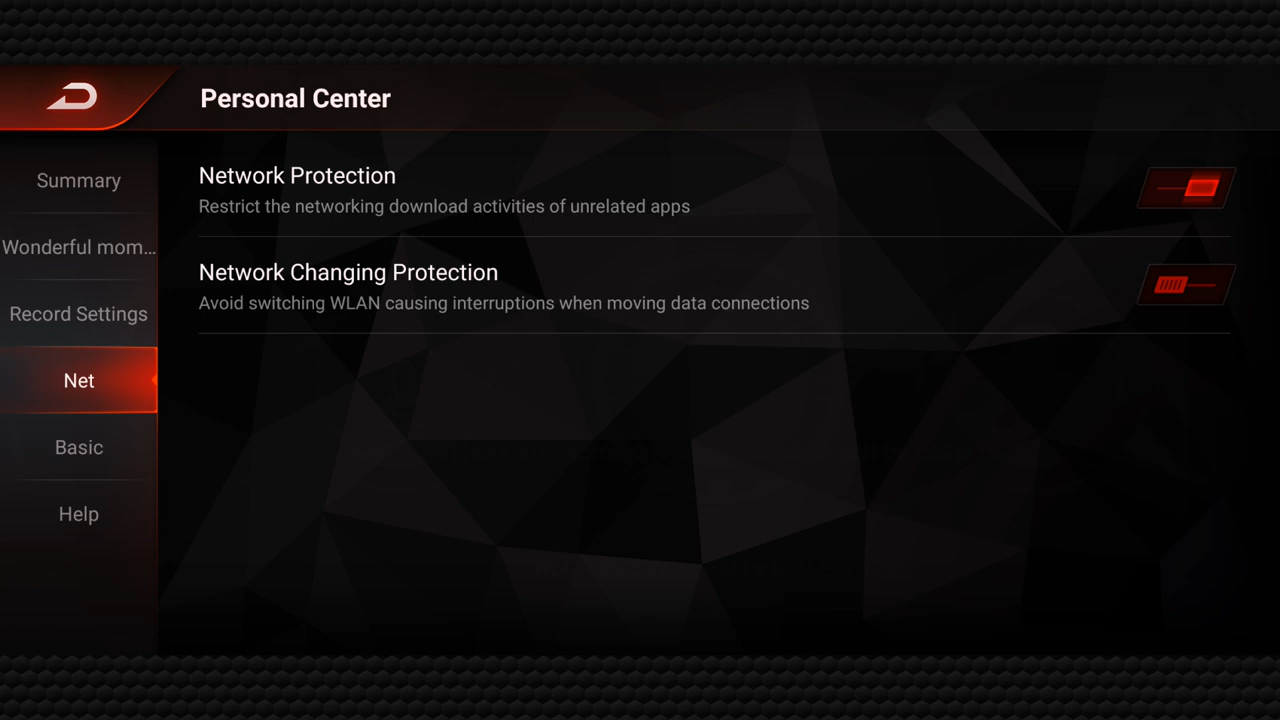 Personal Center
Summary
Wonderful mom...
Record Settings
Net
Basic
Help
Network Protection
Restrict the networking download activities of unrelated apps
Network Changing Protection
Avoid switching WLAN causing interruptions when moving data connections